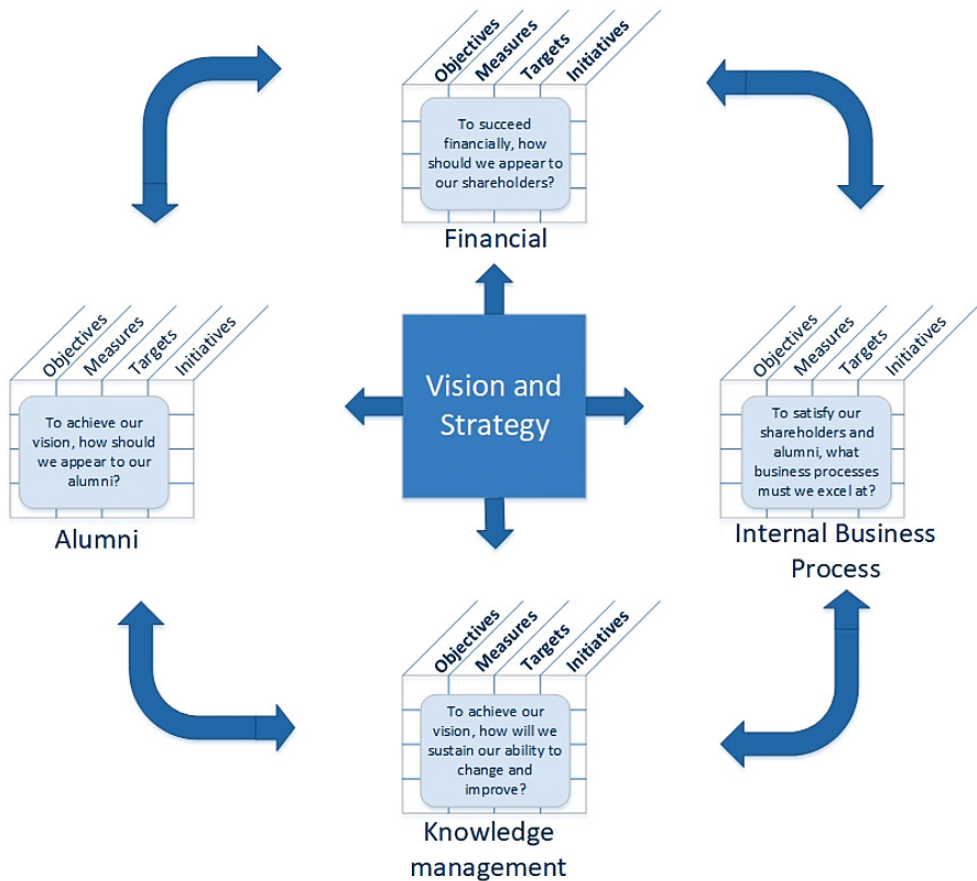 Objectives
Measures
Targets
Initiatives
To succeed
financially, how
should we appear to
our shareholders?
Financial
Objectives
Measures
Targets
Initiatives
To achieve our
vision, how should
we appear to our
alumni?
Alumni
Vision and
Strategy
Objectives
Measures
Targets
Initiatives
To satisfy our
shareholders and
alumni, what
business processes
must we excel at?
Internal Business
Process
Objectives
Measures
Targets
Initiatives
To achieve our
vision, how will we
sustain our ability to
change and
improve?
Knowledge
management